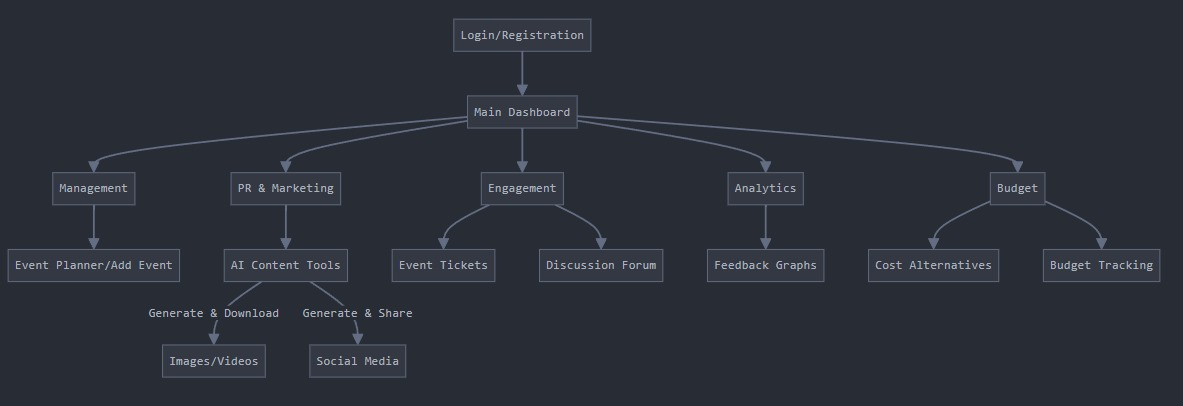 Login/Registration
Main Dashboard
Management
PR & Marketing
Engagement
Analytics
Budget
Event Planner/Add Event
AI Content Tools
Event Tickets
Discussion Forum
Feedback Graphs
Cost Alternatives
Budget Tracking
Generate & Download
Generate & Share
Images/Videos
Social Media